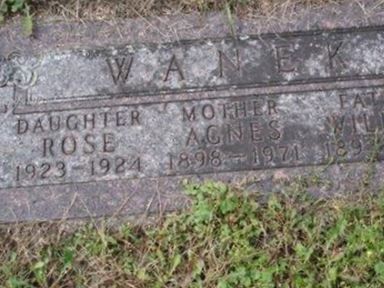 WANEK
DAUGHTER MOTHER
ROSE AGNES
1923-1924 1898-1971